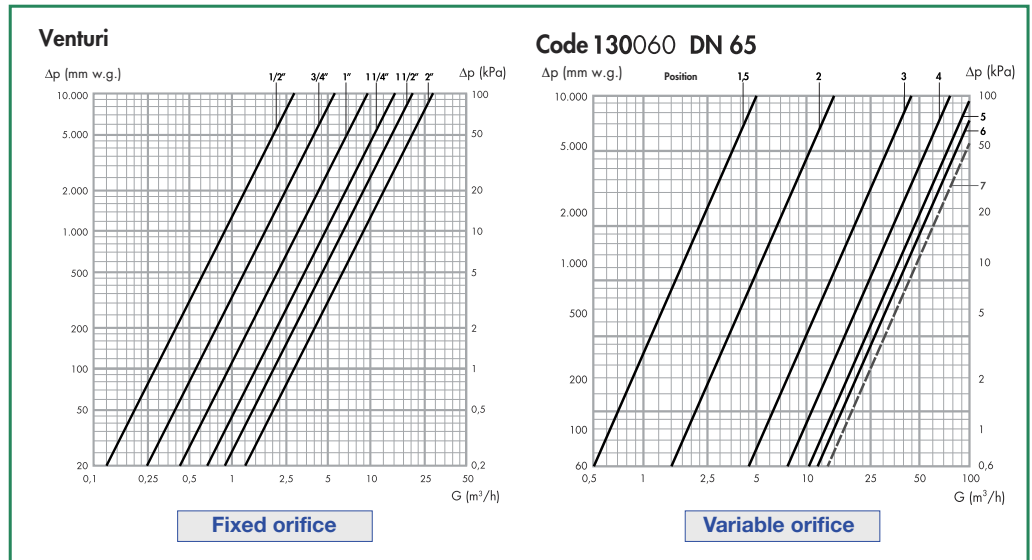 Venturi
Δp (mm w.g.)
1/2" 3/4" 1" 1 1/4" 1 1/2" 2"
Δp (kPa)
10.000
5.000
2.000
1.000
500
200
100
50
20
100
50
20
10
5
2
1
0,5
0,2
0,1 0,25 0,5 1 2,5 5 10 25 50
G (m³/h)
Fixed orifice
Code 130060 DN 65
Δp (mm w.g.)
Position 1,5 2 3 4
Δp (kPa)
10.000
5.000
2.000
1.000
500
200
100
60
100
5
6
50
7
20
10
5
2
1
0,6
0,5 1 2,5 5 10 25 50 100
G (m³/h)
Variable orifice